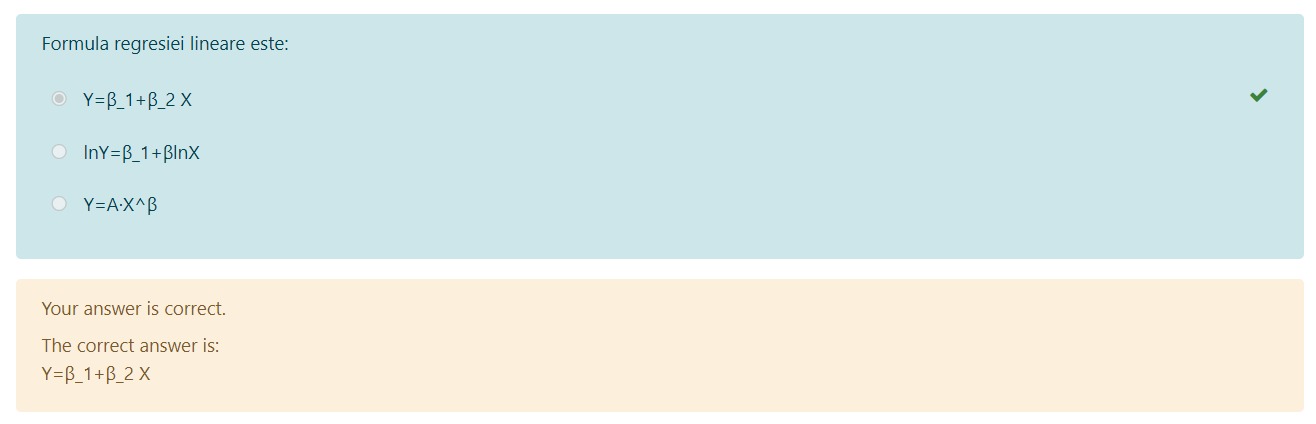 Formula regresiei lineare este:
Y=β_1+β_2 X
lnY=β_1+βlnX
Y=A·X^β
Your answer is correct.
The correct answer is:
Y=β_1+β_2 X